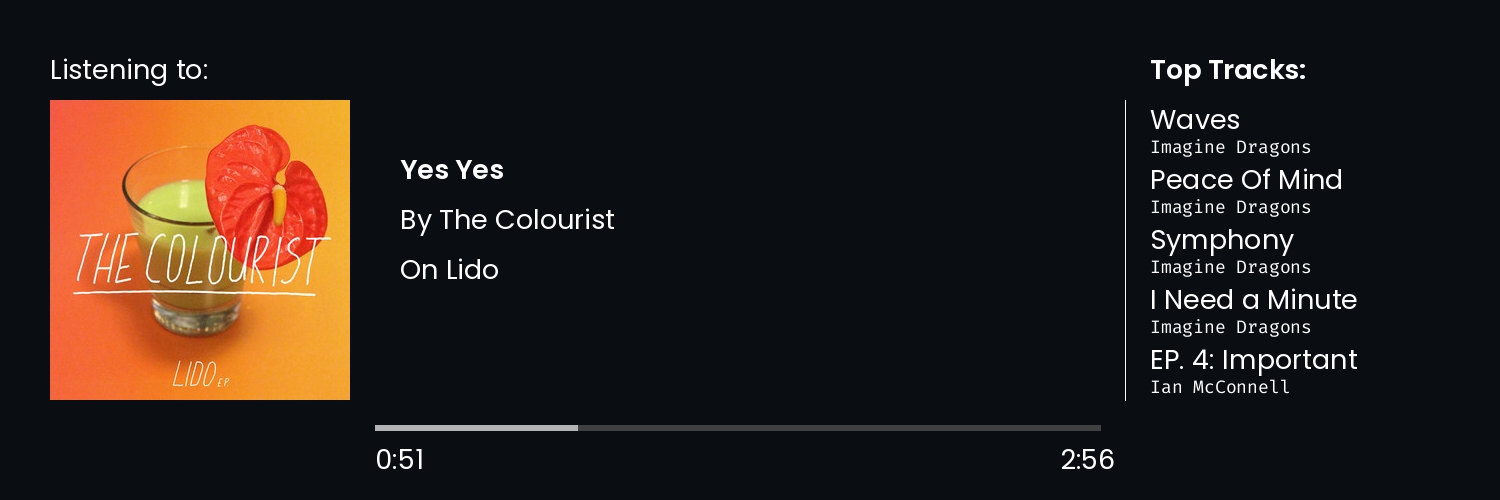 Listening to:
THE COLOURIST
LIDO E.P
Yes Yes
By The Colourist
On Lido
0:51
2:56
Top Tracks:
Waves
Imagine Dragons
Peace Of Mind
Imagine Dragons
Symphony
Imagine Dragons
I Need a Minute
Imagine Dragons
EP. 4: Important
Ian McConnell